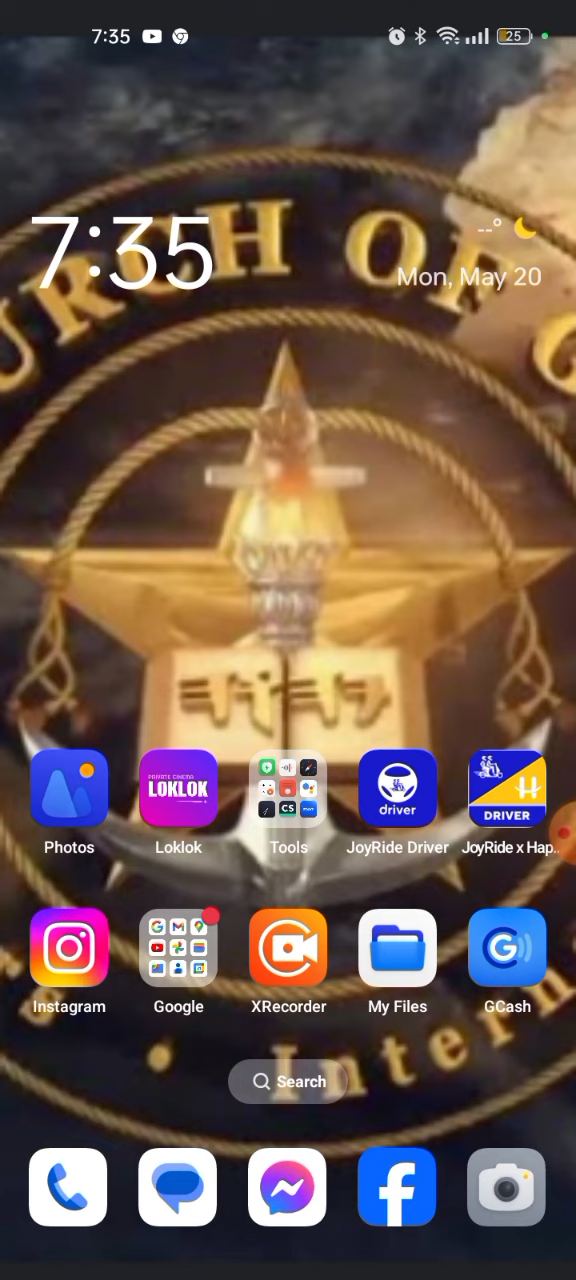 7:35
25
7:35
--°
Mon, May 20
URCH OF G
PRIVATE CINEMA
LOKLOK
CS
driver
DRIVER
Photos
Loklok
Tools
JoyRide Driver
JoyRide x Hap..
Instagram
Google
XRecorder
My Files
GCash
Intern
Search